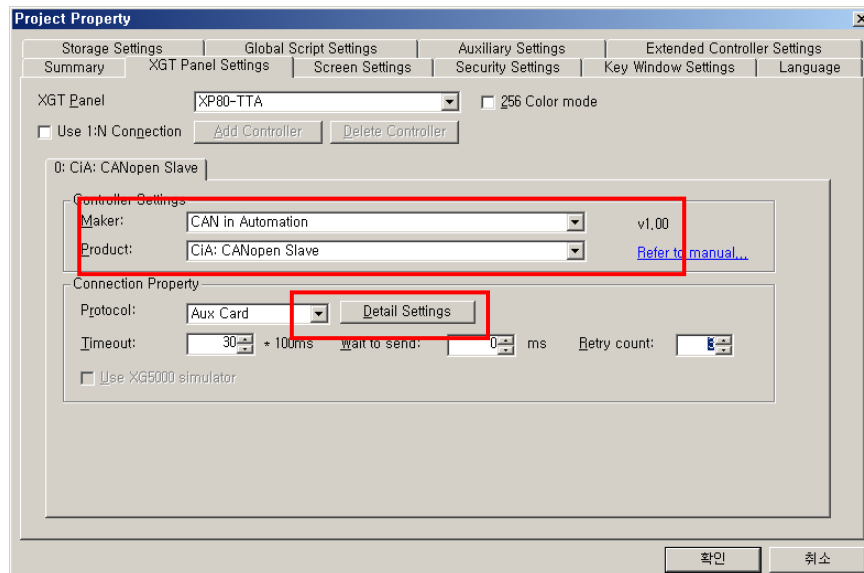 Project Property
Storage Settings Global Script Settings Auxiliary Settings Extended Controller Settings
Summary XGT Panel Settings Screen Settings Security Settings Key Window Settings Language
XGT Panel XP80-TTA 256 Color mode
Use 1:N Connection Add Controller Delete Controller
0: CiA: CANopen Slave
Controller Settings
Maker: CAN in Automation v1,00
Product: CiA: CANopen Slave Refer to manual...
Connection Property
Protocol: Aux Card Detail Settings
Timeout: 30 * 100ms Wait to send: 0 ms Retry count:
Use XG5000 simulator
확인 취소